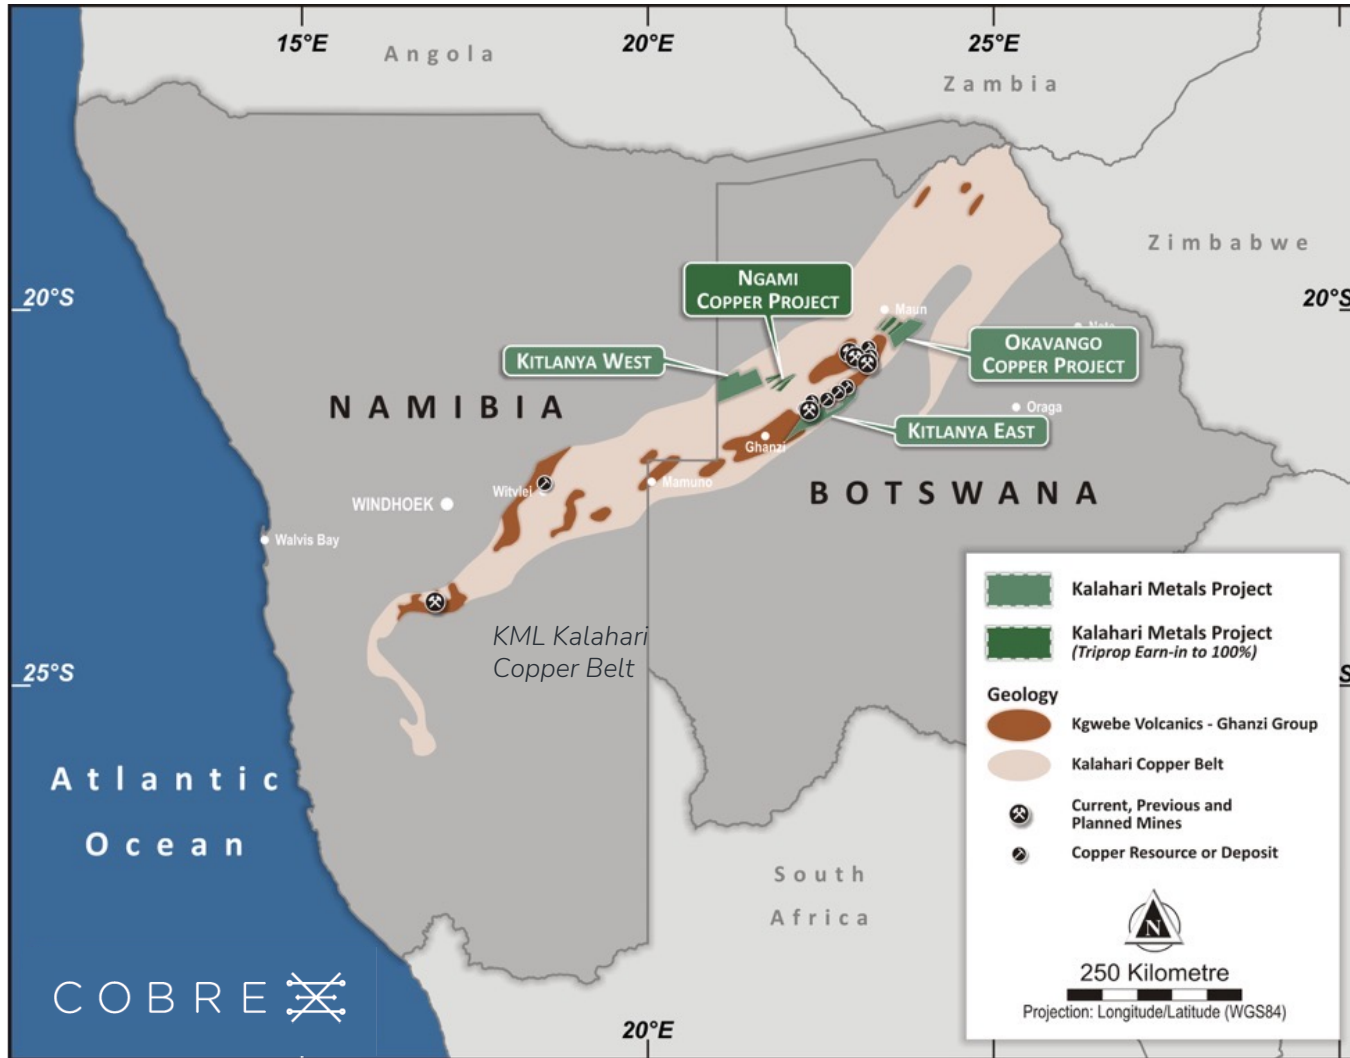 15°E
20°E
25°E
Angola
Zambia
Zimbabwe
20°S
20°S
NGAMI
COPPER PROJECT
Maun
Nata
OKAVANGO
COPPER PROJECT
KITLANYA WEST
NAMIBIA
Oraga
KITLANYA EAST
Ghanzi
Witvlei
Mamuno
BOTSWANA
WINDHOEK
Walvis Bay
KML Kalahari
Copper Belt
25°S
S
Atlantic
Ocean
South
Africa
Kalahari Metals Project
Kalahari Metals Project
(Triprop Earn-in to 100%)
Geology
Kgwebe Volcanics - Ghanzi Group
Kalahari Copper Belt
Current, Previous and
Planned Mines
Copper Resource or Deposit
N
250 Kilometre
Projection: Longitude/Latitude (WGS84)
COBRE
20°E